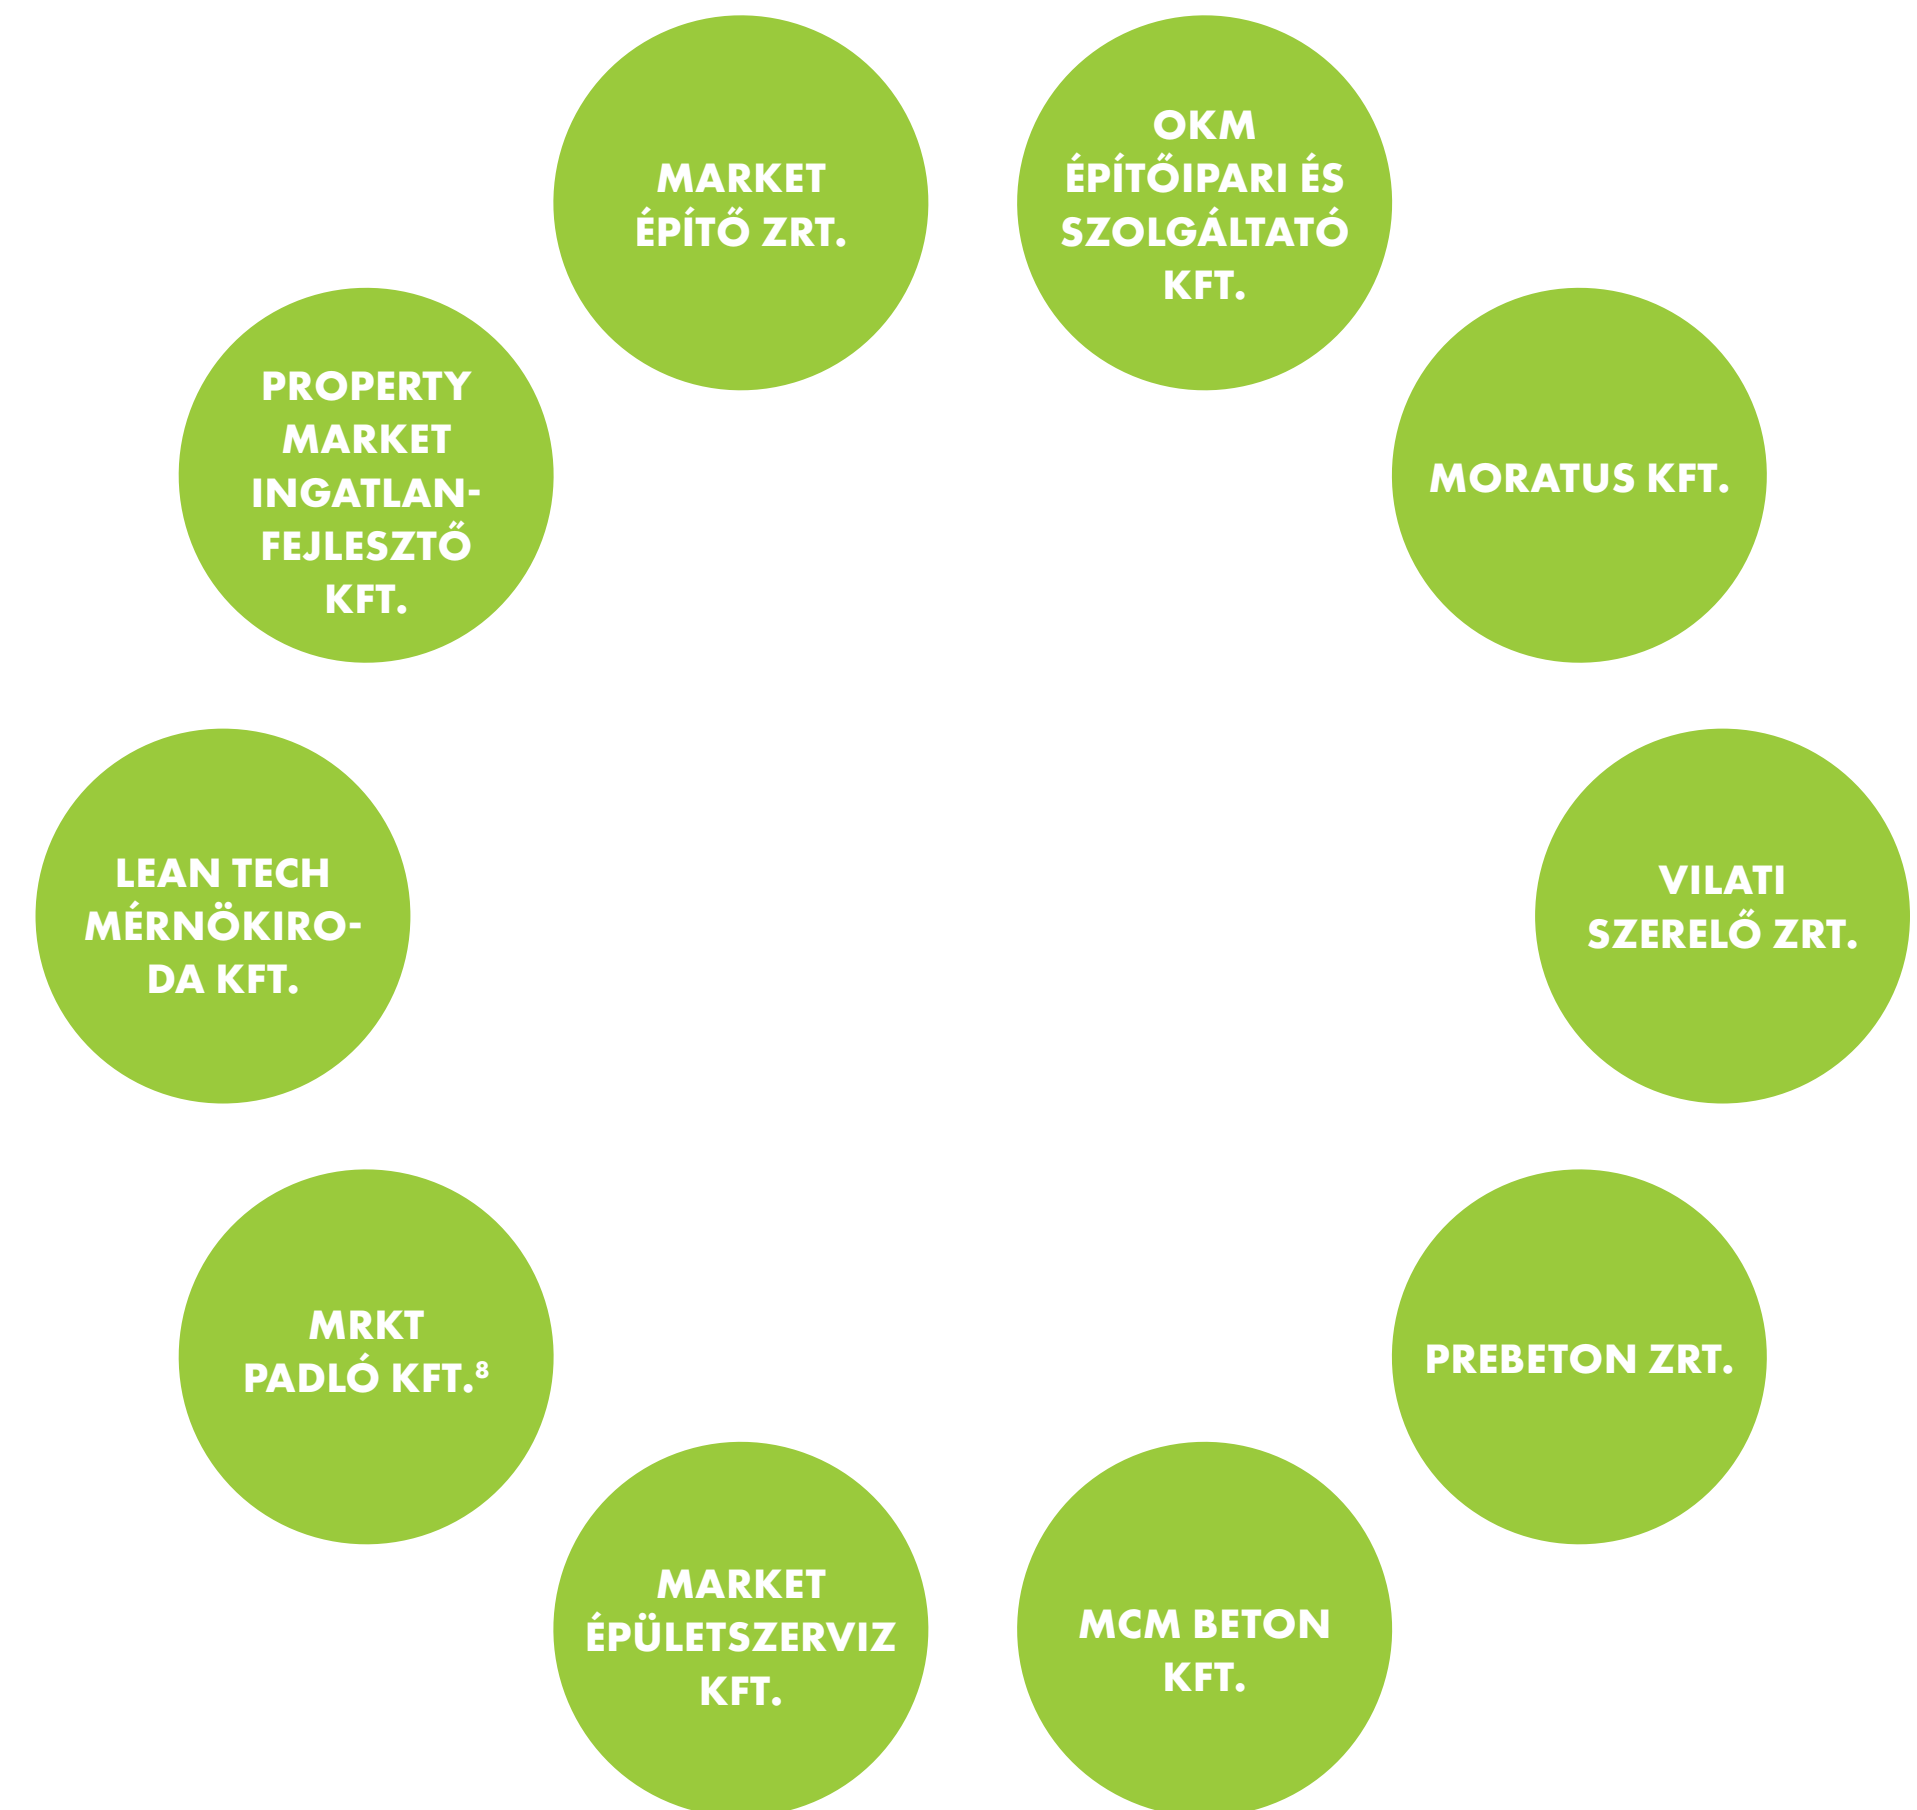 MARKET
ÉPÍTŐ ZRT.
OKM
ÉPÍTŐIPARI ÉS
SZOLGÁLTATÓ
KFT.
PROPERTY
MARKET
INGATLAN-
FEJLESZTŐ
KFT.
MORATUS KFT.
LEAN TECH
MÉRNÖKIRO-
DA KFT.
VILATI
SZERELŐ ZRT.
MRKT
PADLÓ KFT.⁸
PREBETON ZRT.
MARKET
ÉPÜLETSZERVIZ
KFT.
MCM BETON
KFT.